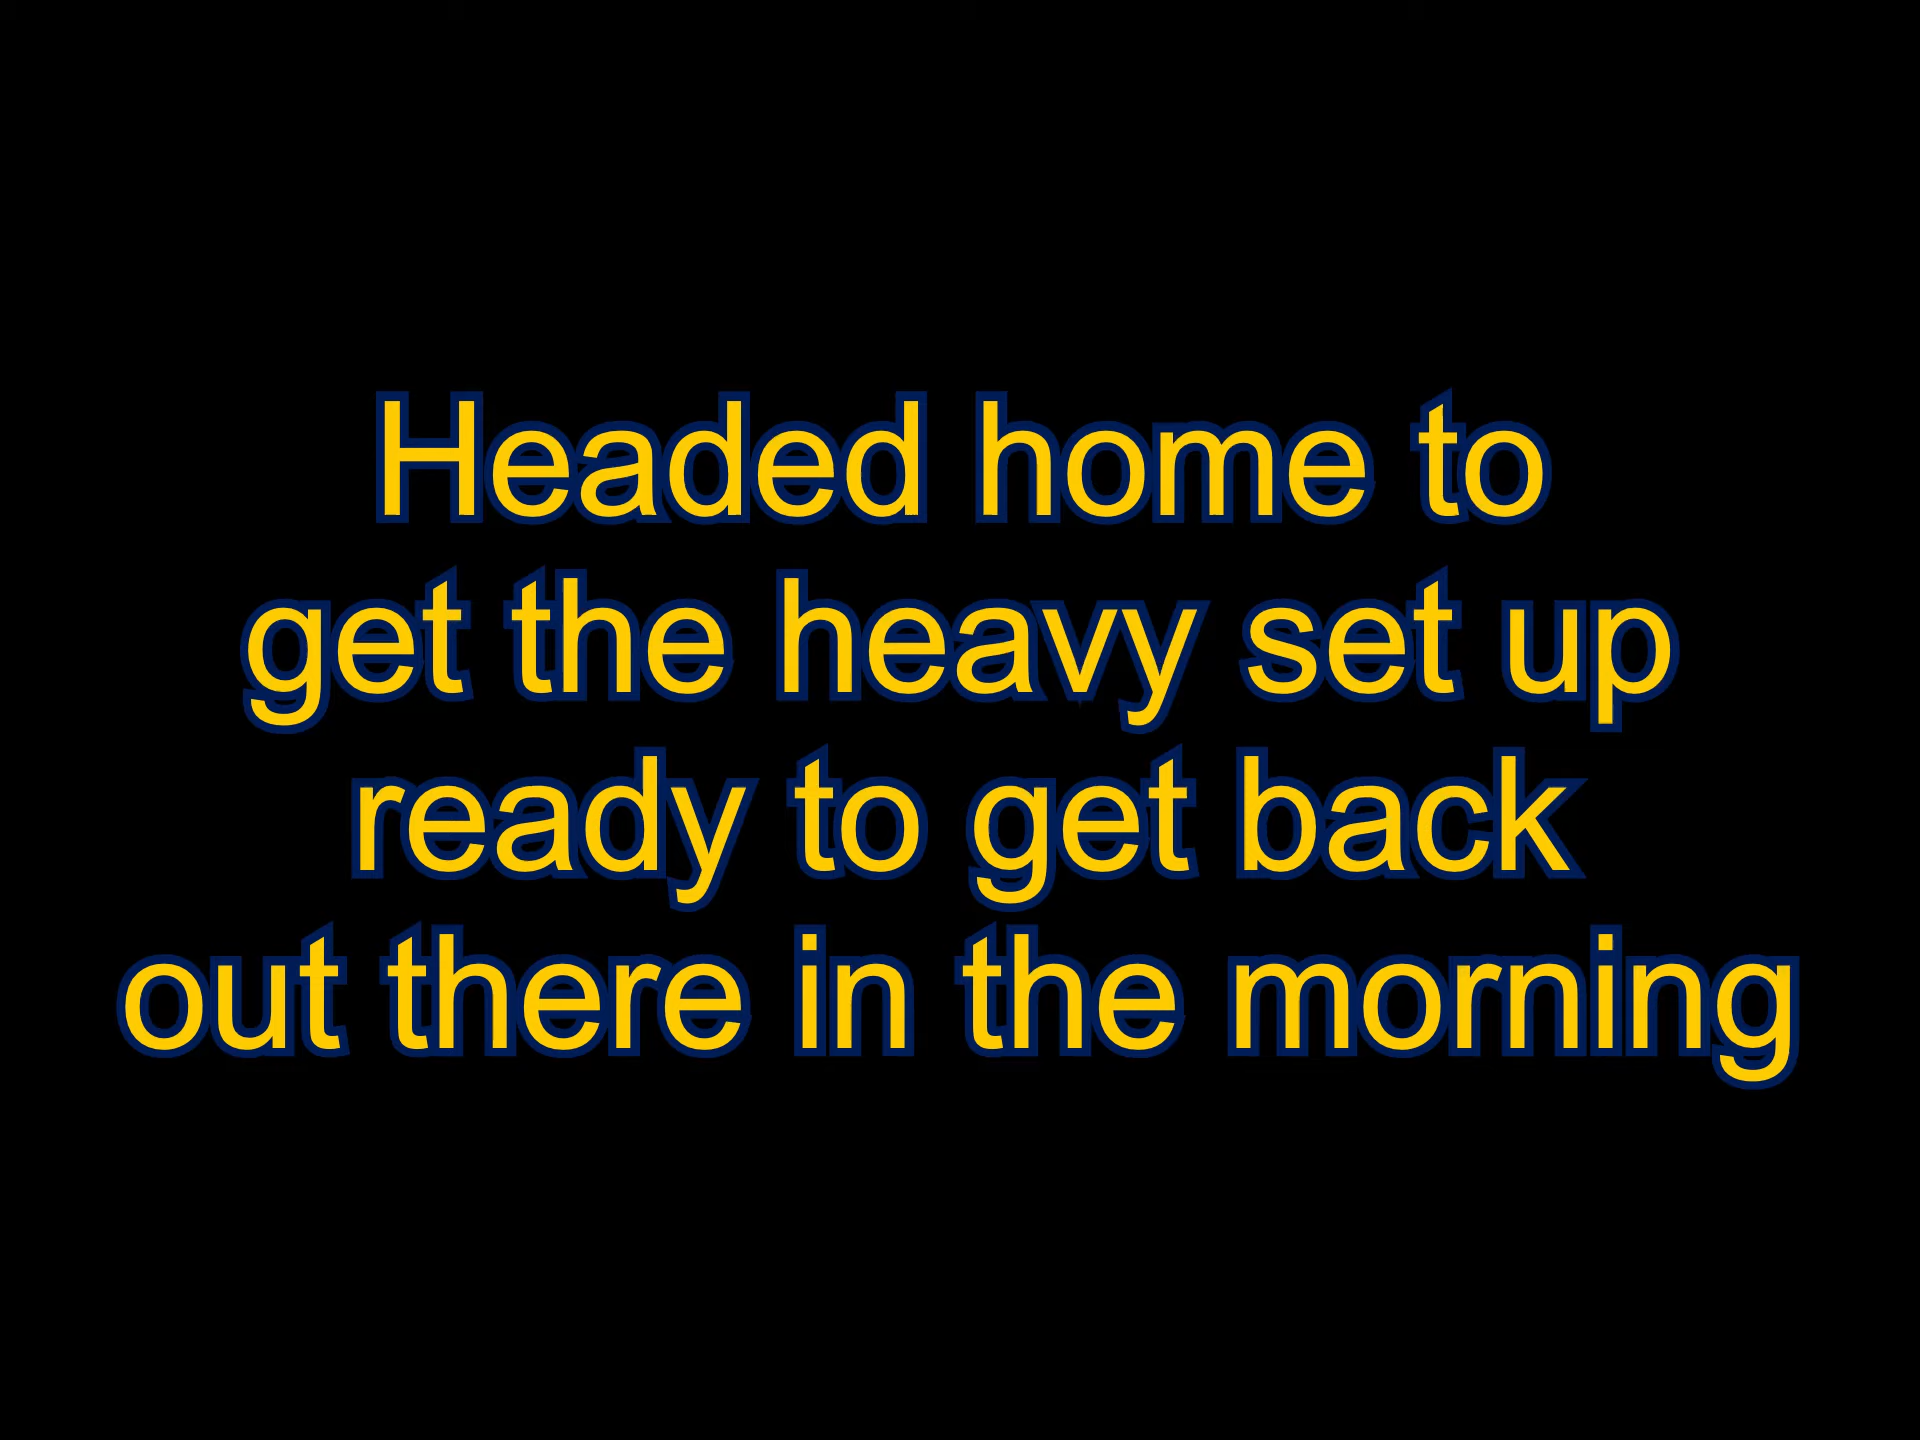 Headed home to
get the heavy set up
ready to get back
out there in the morning